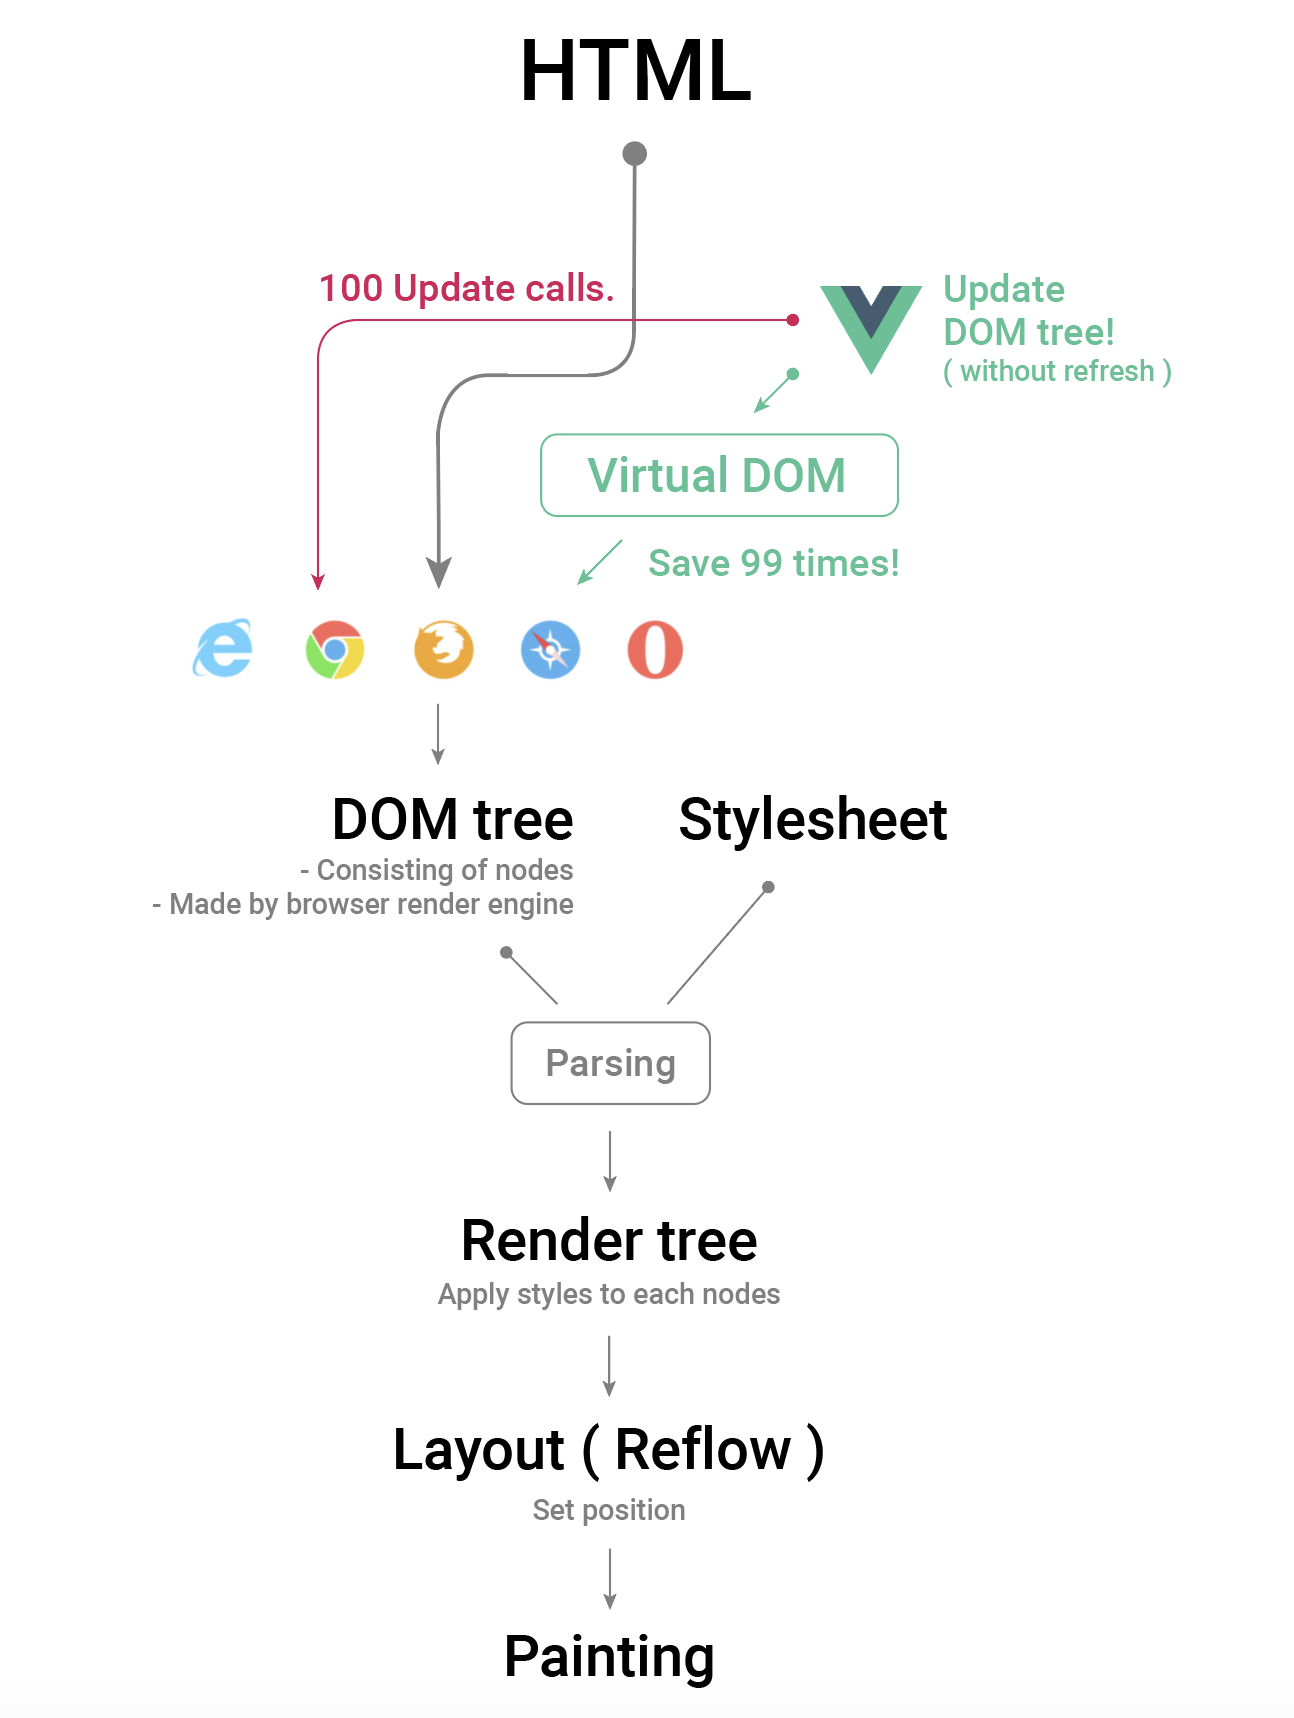 HTML
100 Update calls.
Update
DOM tree!
( without refresh )
Virtual DOM
Save 99 times!
DOM tree
- Consisting of nodes
- Made by browser render engine
Stylesheet
Parsing
Render tree
Apply styles to each nodes
Layout ( Reflow )
Set position
Painting